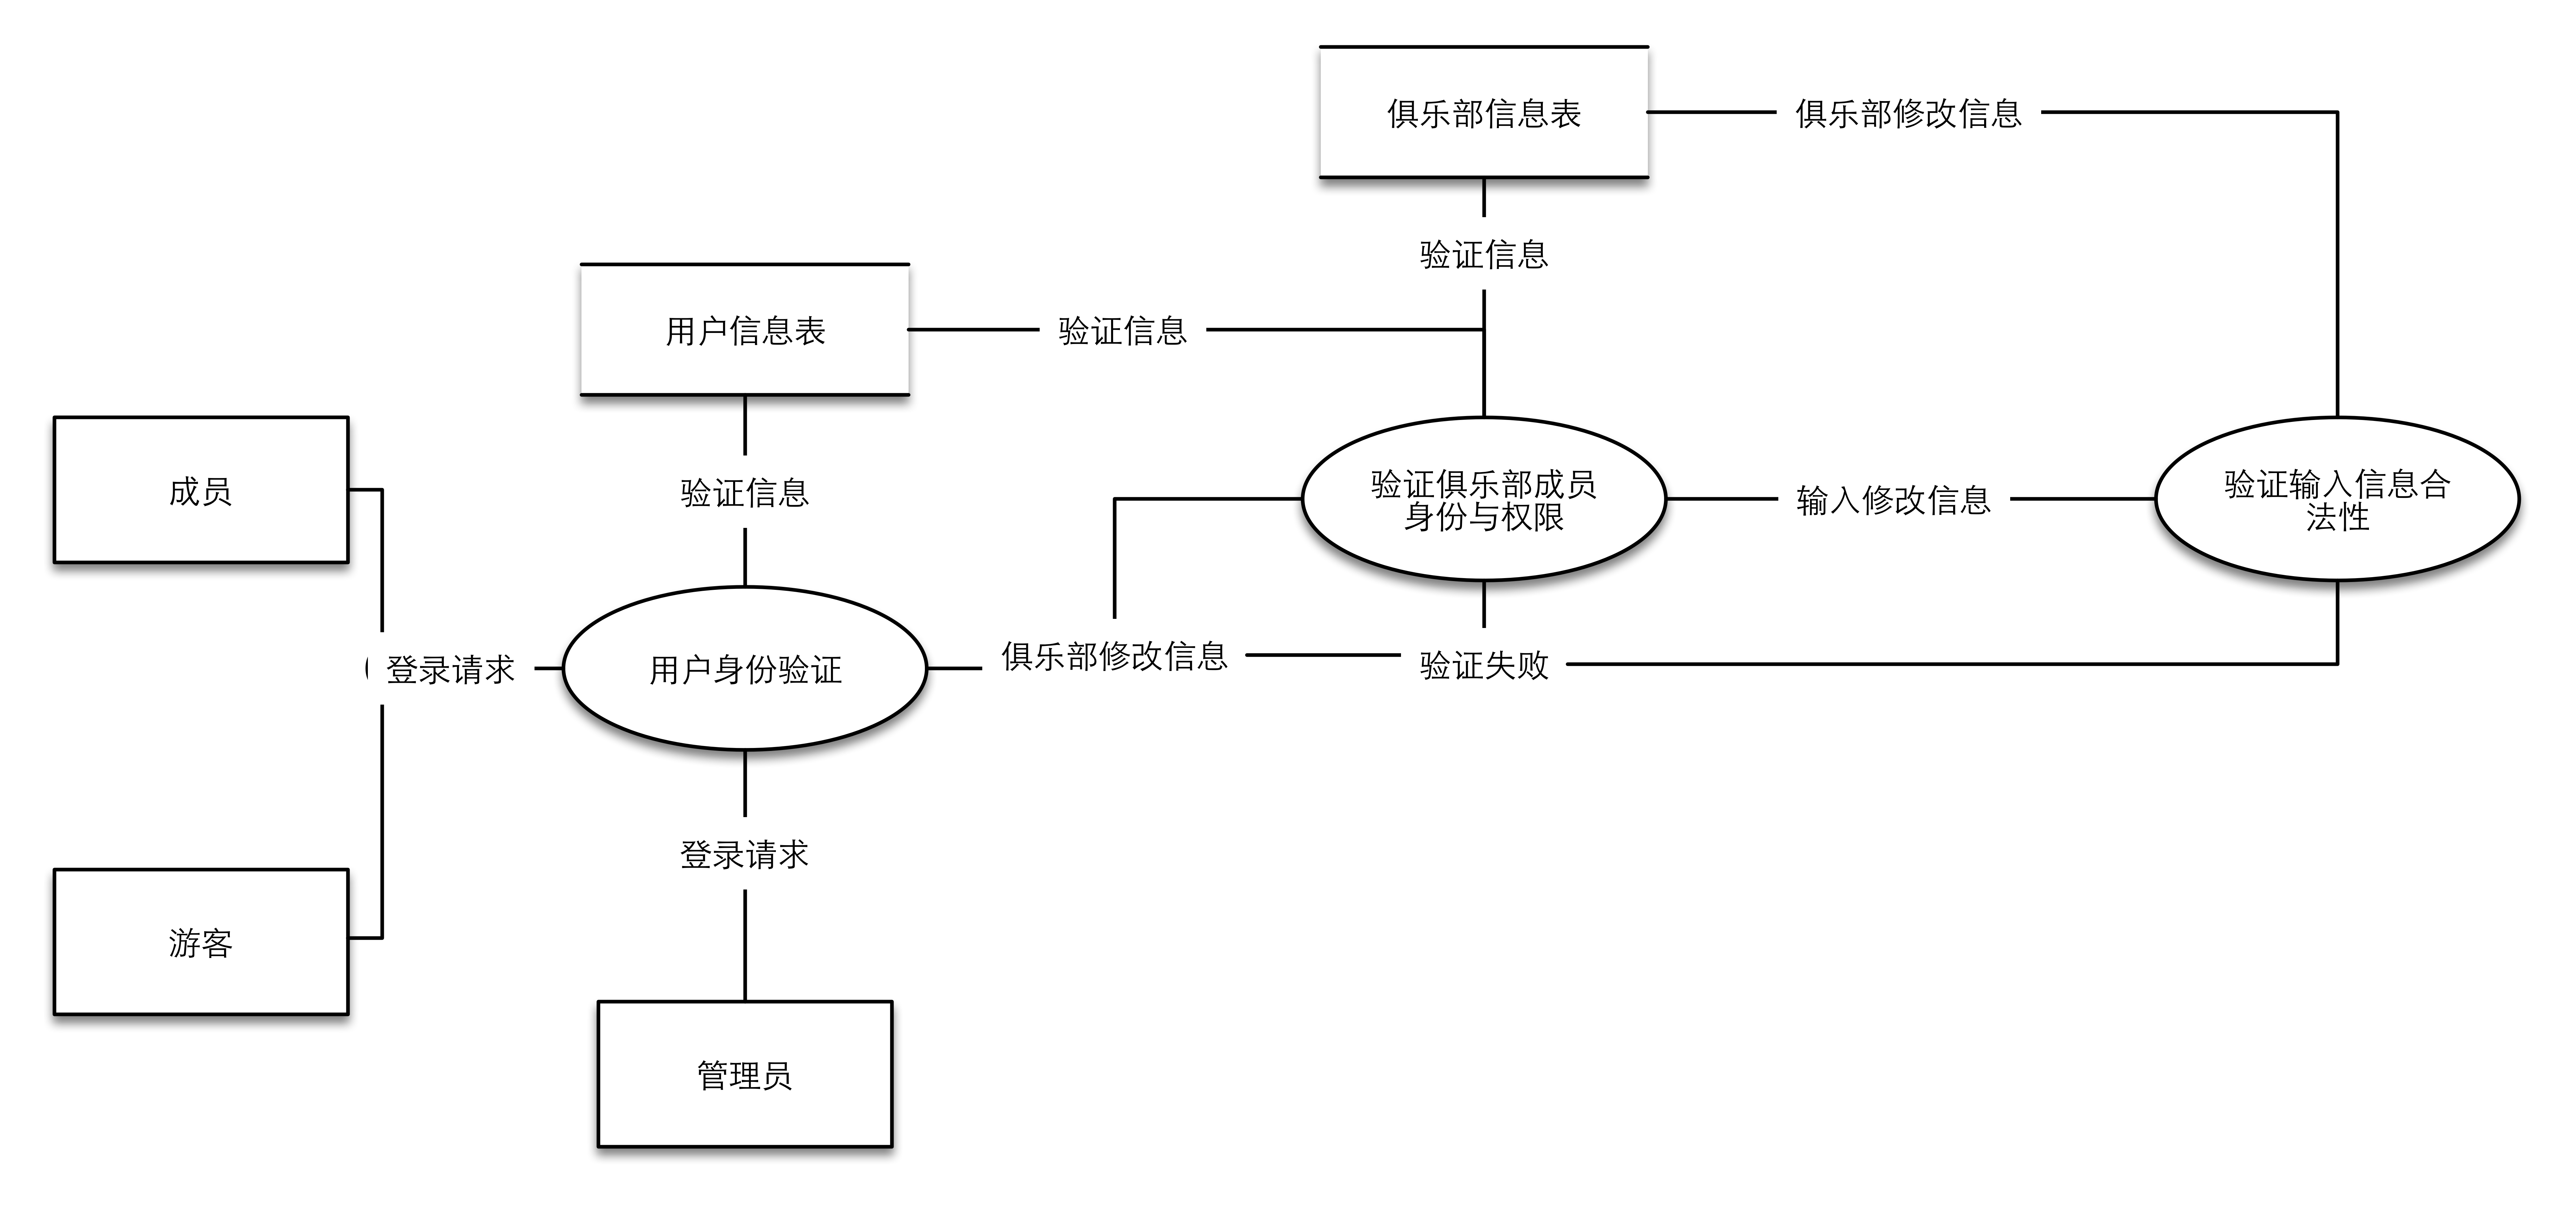 俱乐部信息表
俱乐部修改信息
验证信息
用户信息表
验证信息
成员
验证信息
验证俱乐部成员
身份与权限
输入修改信息
验证输入信息合
法性
登录请求
用户身份验证
俱乐部修改信息
验证失败
登录请求
游客
管理员